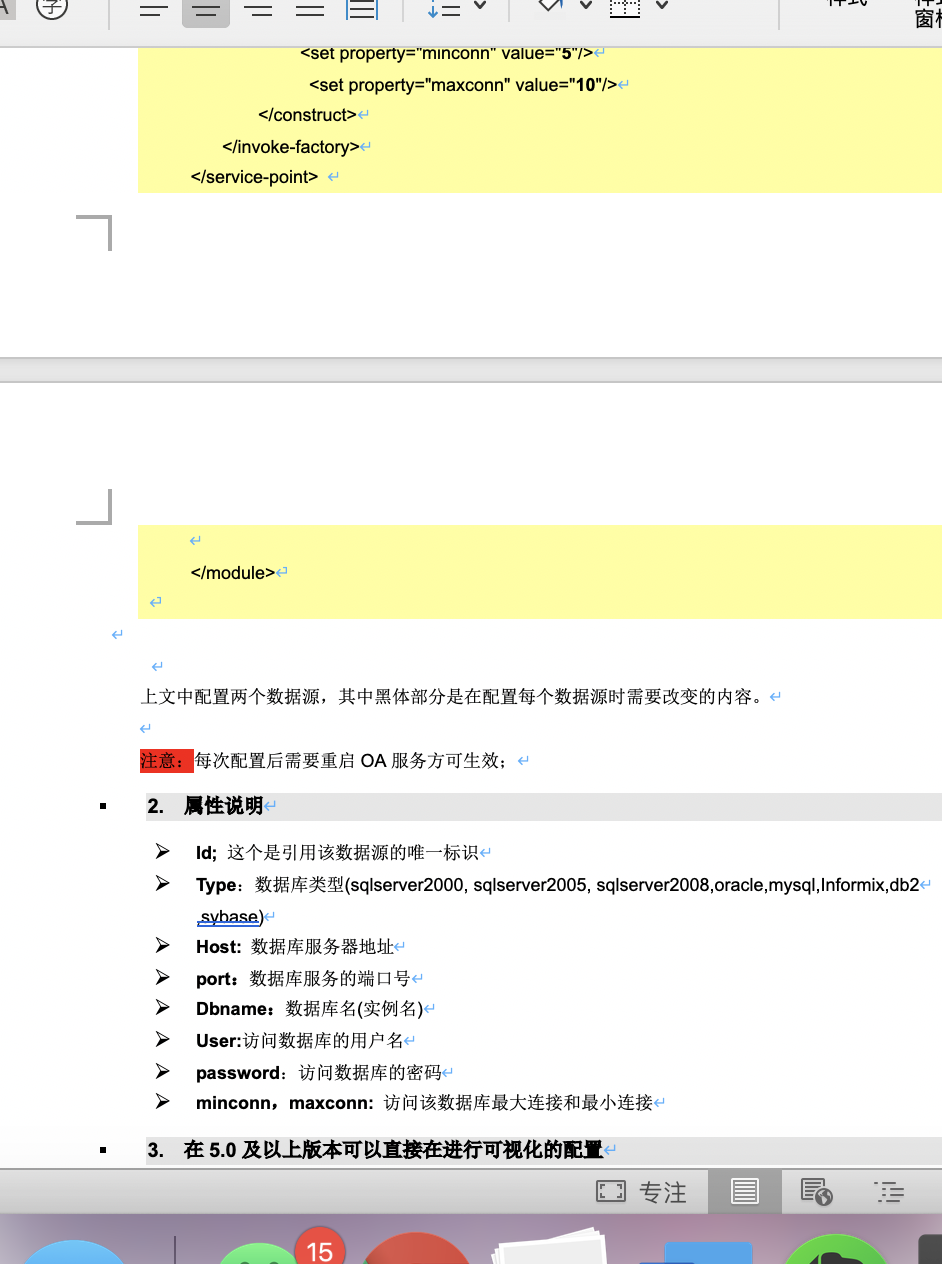 字
样式
窗格
<set property="minconn" value="5"/>
<set property="maxconn" value="10"/>
</construct>
</invoke-factory>
</service-point>
</module>
上文中配置两个数据源，其中黑体部分是在配置每个数据源时需要改变的内容。
注意：每次配置后需要重启 OA 服务方可生效；
2. 属性说明
Id; 这个是引用该数据源的唯一标识
Type：数据库类型(sqlserver2000, sqlserver2005, sqlserver2008,oracle,mysql,Informix,db2
,sybase)
Host: 数据库服务器地址
port：数据库服务的端口号
Dbname：数据库名(实例名)
User:访问数据库的用户名
password：访问数据库的密码
minconn，maxconn: 访问该数据库最大连接和最小连接
3. 在 5.0 及以上版本可以直接在进行可视化的配置
专注
15